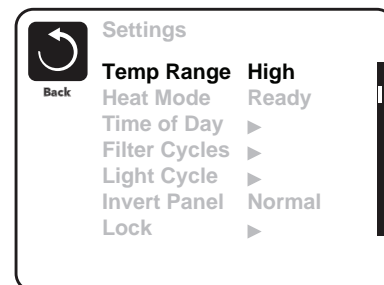 Settings
Back
Temp Range High
Heat Mode Ready
Time of Day ▶
Filter Cycles ▶
Light Cycle ▶
Invert Panel Normal
Lock ▶